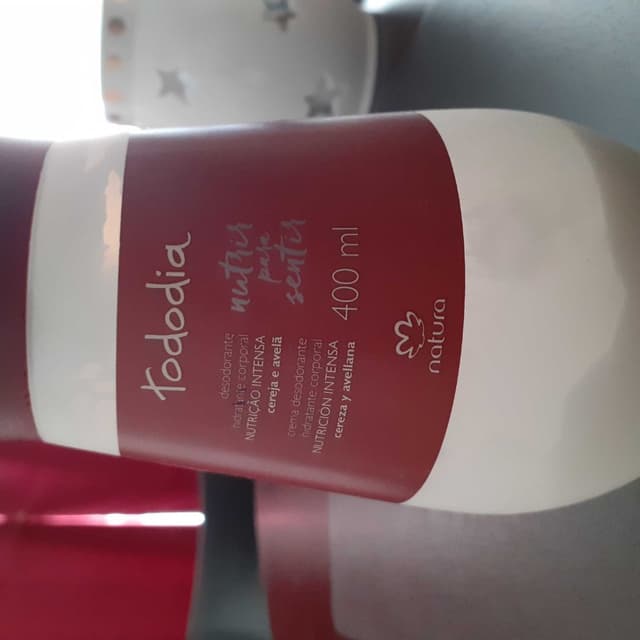 tododia
nutrir
para
sentir
desodorante
hidratante corporal
NUTRIÇÃO INTENSA
cereja e avelã
crema desodorante
hidratante corporal
NUTRICION INTENSA
cereza y avellana
400 ml
natura